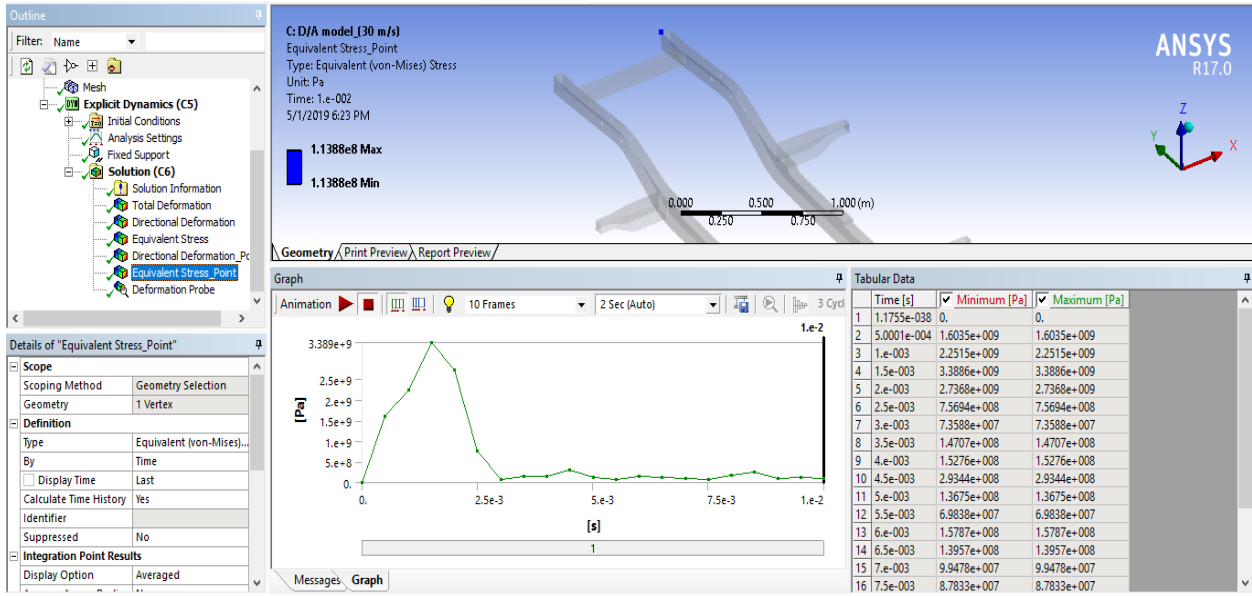 Outline
Filter: Name
Mesh
Explicit Dynamics (C5)
Initial Conditions
Analysis Settings
Fixed Support
Solution (C6)
Solution Information
Total Deformation
Directional Deformation
Equivalent Stress
Directional Deformation_Pc
Equivalent Stress_Point
Deformation Probe
Details of "Equivalent Stress_Point"
Scope
Scoping Method Geometry Selection
Geometry 1 Vertex
Definition
Type Equivalent (von-Mises)...
By Time
Display Time Last
Calculate Time History Yes
Identifier
Suppressed No
Integration Point Results
Display Option Averaged
C: D/A model_(30 m/s)
Equivalent Stress_Point
Type: Equivalent (von-Mises) Stress
Unit: Pa
Time: 1.e-002
5/1/2019 6:23 PM
1.1388e8 Max
1.1388e8 Min
ANSYS
R17.0
Z
Y
X
0.000 0.500 1.000 (m)
0.250 0.750
Geometry Print Preview Report Preview
Graph
Animation 10 Frames 2 Sec (Auto) 3 Cycl
1.e-2
3.389e+9
2.5e+9
2.e+9
1.5e+9
1.e+9
5.e+8
0.
[Pa]
0. 2.5e-3 5.e-3 7.5e-3 1.e-2
[s]
1
Messages Graph
Tabular Data
Time [s] Minimum [Pa] Maximum [Pa]
1 1.1755e-038 0. 0.
2 5.0001e-004 1.6035e+009 1.6035e+009
3 1.e-003 2.2515e+009 2.2515e+009
4 1.5e-003 3.3886e+009 3.3886e+009
5 2.e-003 2.7368e+009 2.7368e+009
6 2.5e-003 7.5694e+008 7.5694e+008
7 3.e-003 7.3588e+007 7.3588e+007
8 3.5e-003 1.4707e+008 1.4707e+008
9 4.e-003 1.5276e+008 1.5276e+008
10 4.5e-003 2.9344e+008 2.9344e+008
11 5.e-003 1.3675e+008 1.3675e+008
12 5.5e-003 6.9838e+007 6.9838e+007
13 6.e-003 1.5787e+008 1.5787e+008
14 6.5e-003 1.3957e+008 1.3957e+008
15 7.e-003 9.9478e+007 9.9478e+007
16 7.5e-003 8.7833e+007 8.7833e+007